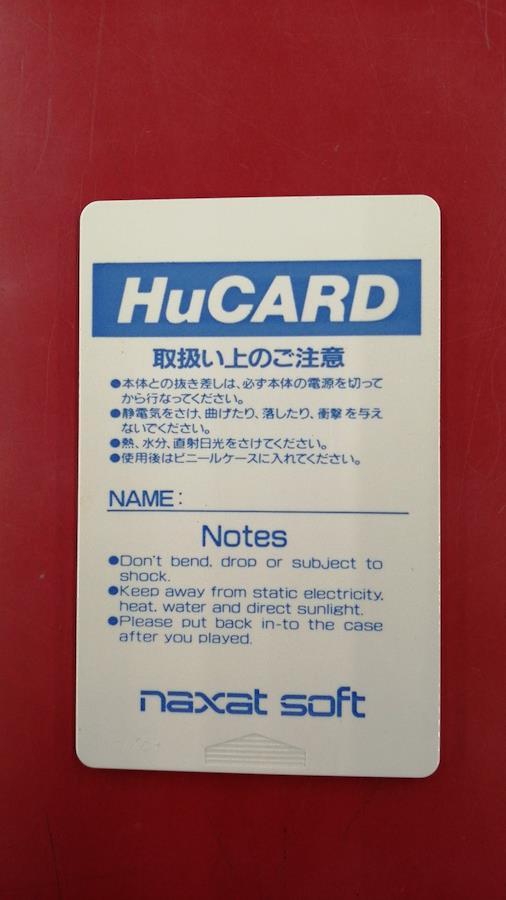 HuCARD
取扱い上のご注意
●本体との抜き差しは、必ず本体の電源を切って
から行なってください。
●静電気をさけ、曲げたり、落したり、衝撃を与え
ないでください。
●熱、水分、直射日光をさけてください。
●使用後はビニールケースに入れてください。
NAME:
Notes
●Don't bend, drop or subject to
shock.
●Keep away from static electricity,
heat, water and direct sunlight.
●Please put back in-to the case
after you played.
naxat soft